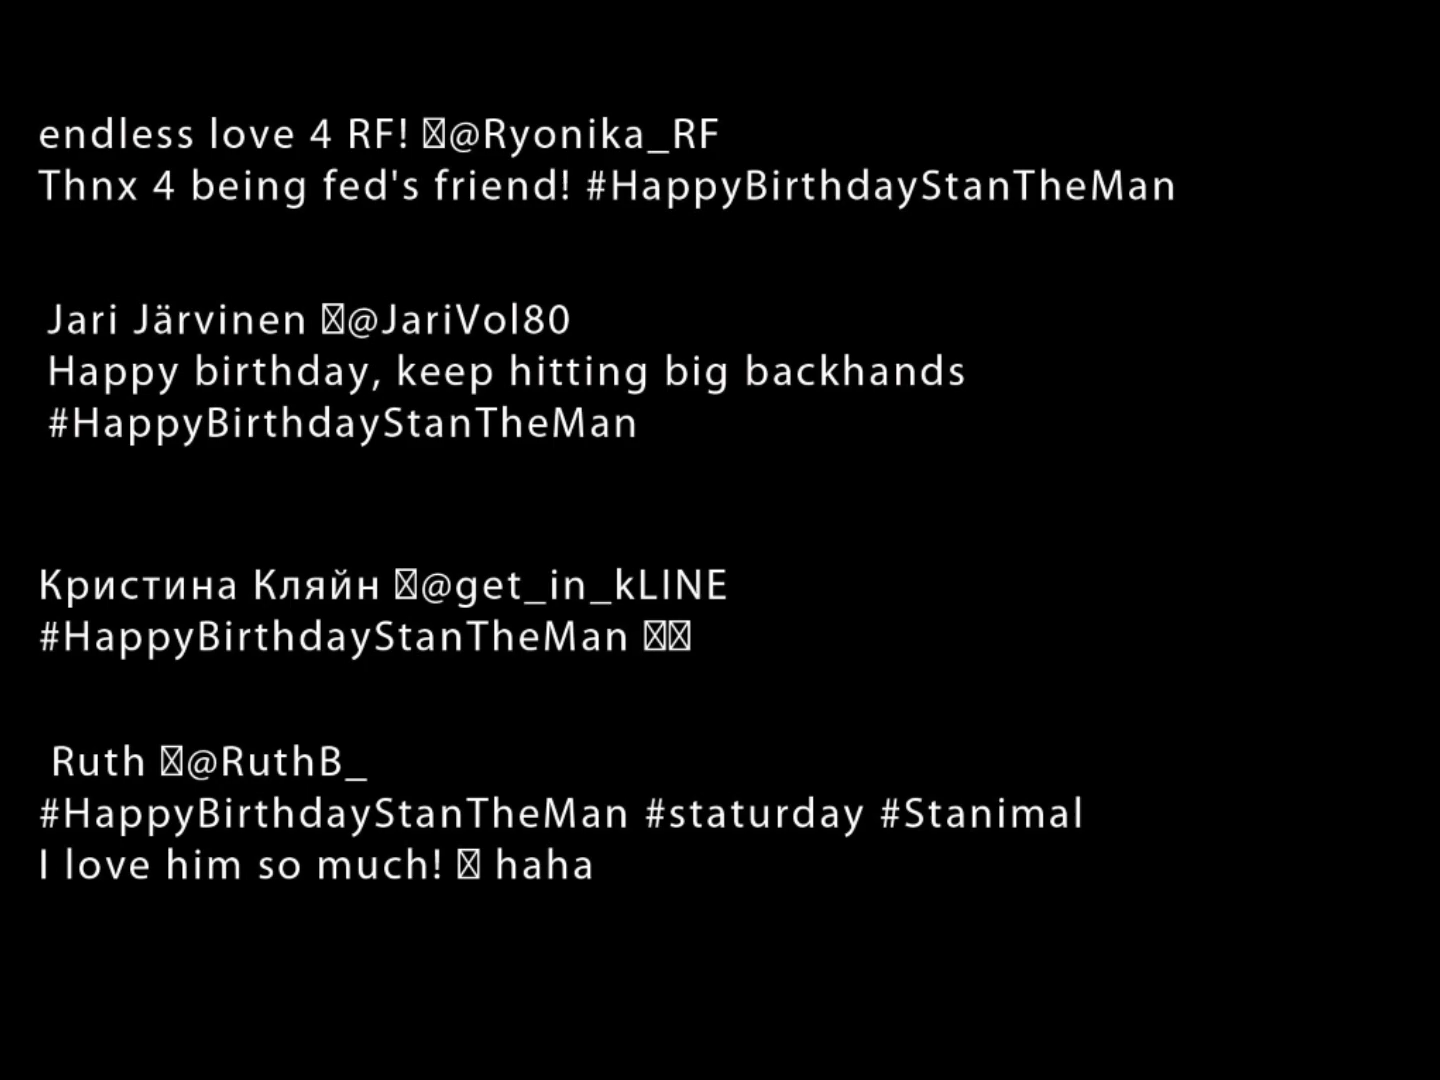 endless love 4 RF! @Ryonika_RF
Thnx 4 being fed's friend! #HappyBirthdayStanTheMan
Jari Järvinen @JariVol80
Happy birthday, keep hitting big backhands
#HappyBirthdayStanTheMan
Кристина Кляйн @get_in_kLINE
#HappyBirthdayStanTheMan
Ruth @RuthB_
#HappyBirthdayStanTheMan #staturday #Stanimal
I love him so much! haha